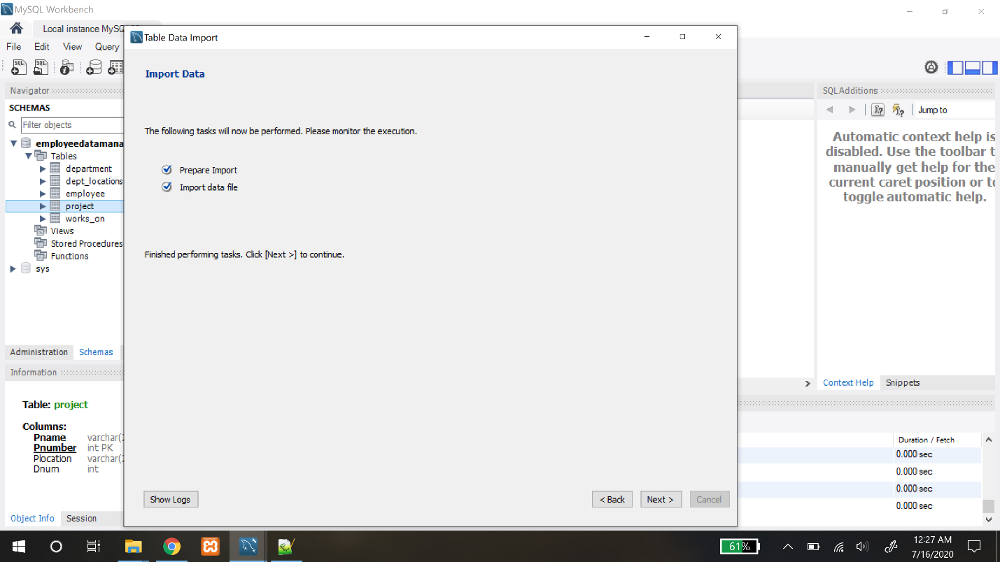 MySQL Workbench
Local instance MySQ
File Edit View Query
Navigator
SCHEMAS
Filter objects
employeedatamana
Tables
department
dept_locations
employee
project
works_on
Views
Stored Procedures
Functions
sys
Administration Schemas
Information
Table: project
Columns:
Pname varchar(2
Pnumber int PK
Plocation varchar(2
Dnum int
Object Info Session
Table Data Import
Import Data
The following tasks will now be performed. Please monitor the execution.
Prepare Import
Import data file
Finished performing tasks. Click [Next >] to continue.
Show Logs < Back Next > Cancel
SQLAdditions
Jump to
Automatic context help is
disabled. Use the toolbar t
manually get help for the
current caret position or to
toggle automatic help.
Context Help Snippets
Duration / Fetch
0.000 sec
0.000 sec
0.000 sec
0.000 sec
61%
12:27 AM
7/16/2020